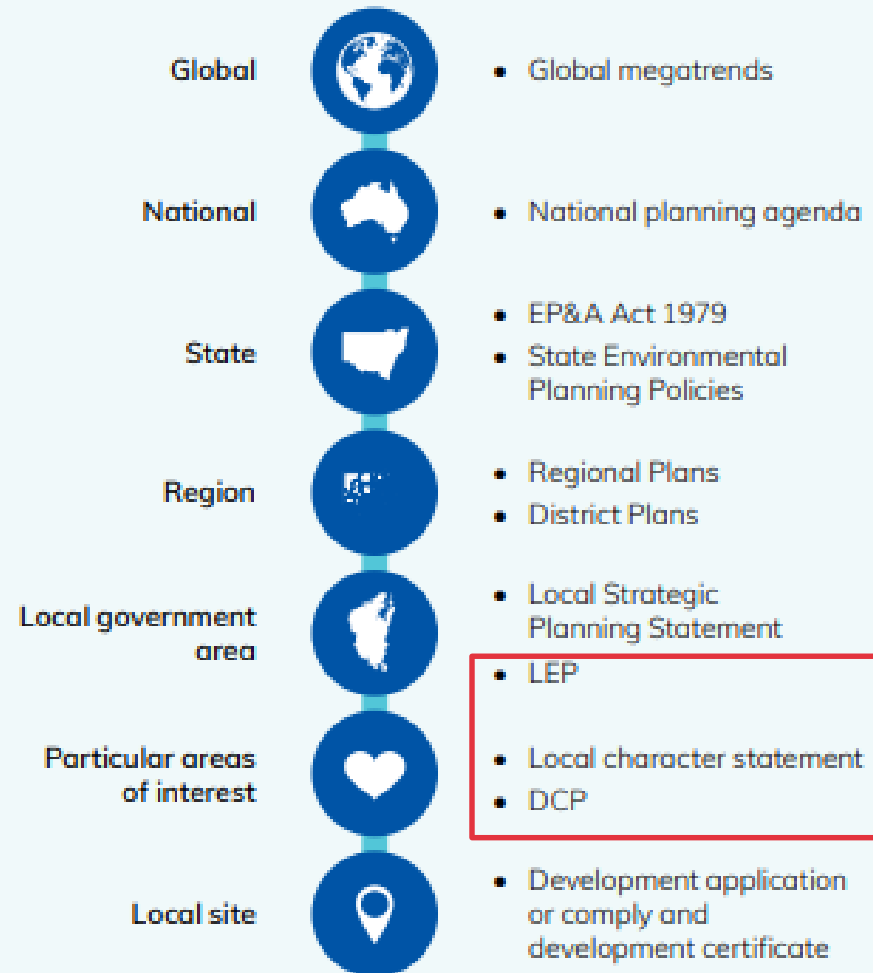 Global
• Global megatrends
National
• National planning agenda
State
• EP&A Act 1979
• State Environmental
Planning Policies
Region
• Regional Plans
• District Plans
Local government
area
• Local Strategic
Planning Statement
• LEP
Particular areas
of interest
• Local character statement
• DCP
Local site
• Development application
or comply and
development certificate